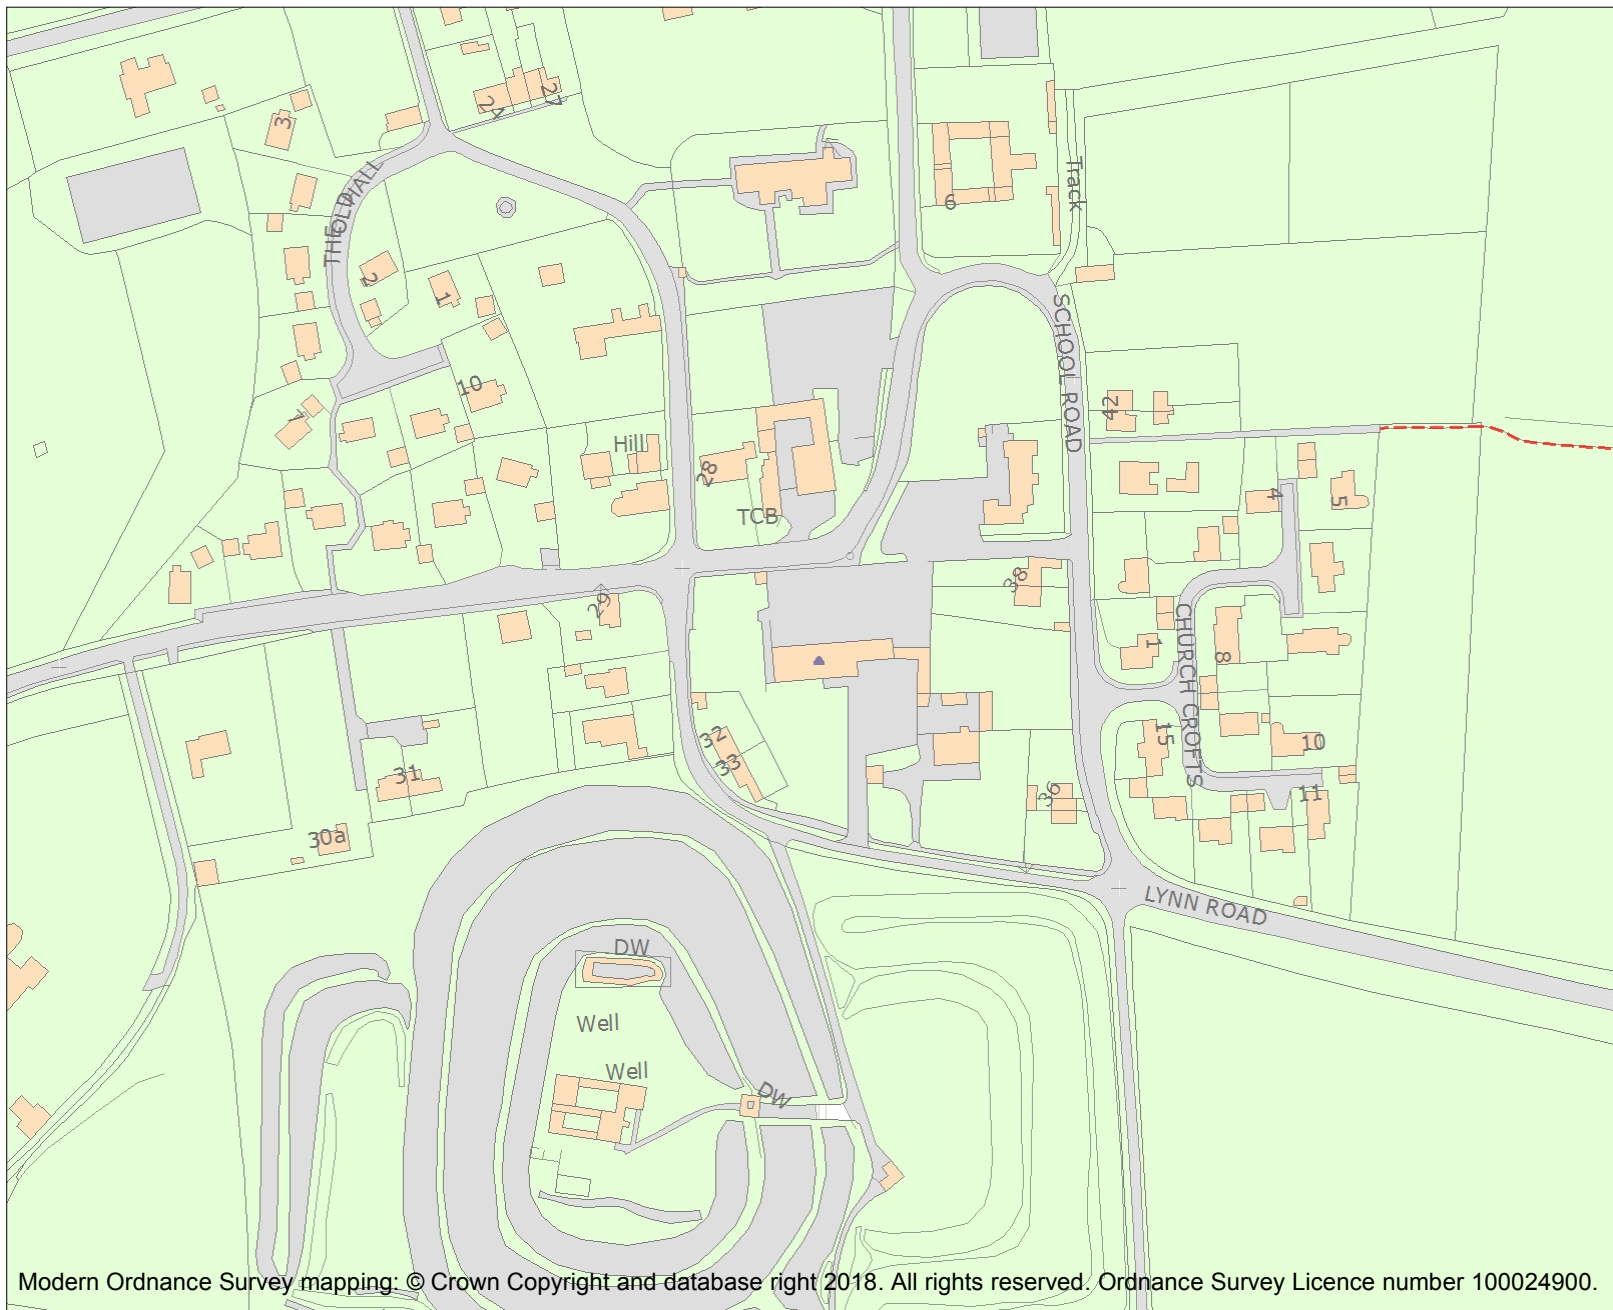 24
27
3
THE OLD HALL
Track
6
2
1
SCHOOL ROAD
10
7
42
Hill
28
4
5
TCB
38
29
CHURCH CROFTS
1
8
32
33
15
10
31
36
11
30a
LYNN ROAD
DW
Well
Well
DW
Modern Ordnance Survey mapping: © Crown Copyright and database right 2018. All rights reserved. Ordnance Survey Licence number 100024900.